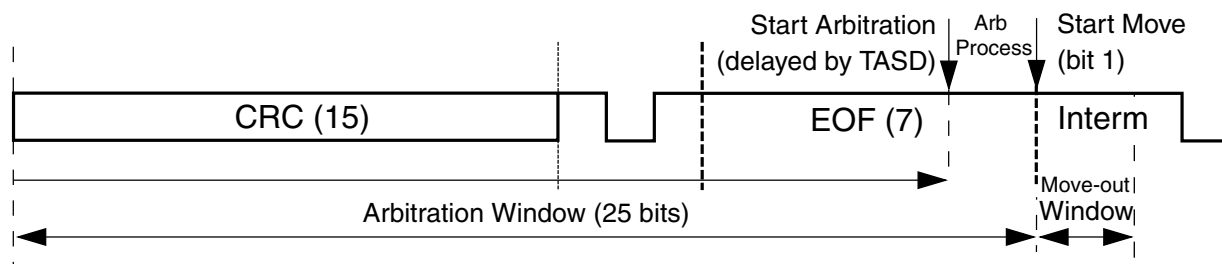 Start Arbitration
(delayed by TASD)
Arb
Process
Start Move
(bit 1)
CRC (15)
EOF (7)
Interm
Arbitration Window (25 bits)
Move-out
Window